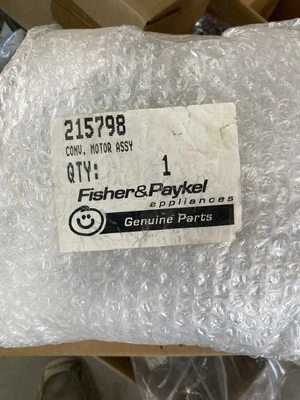 215798
CONV. MOTOR ASSY
QTY: 1
Fisher&Paykel
appliances
Genuine Parts